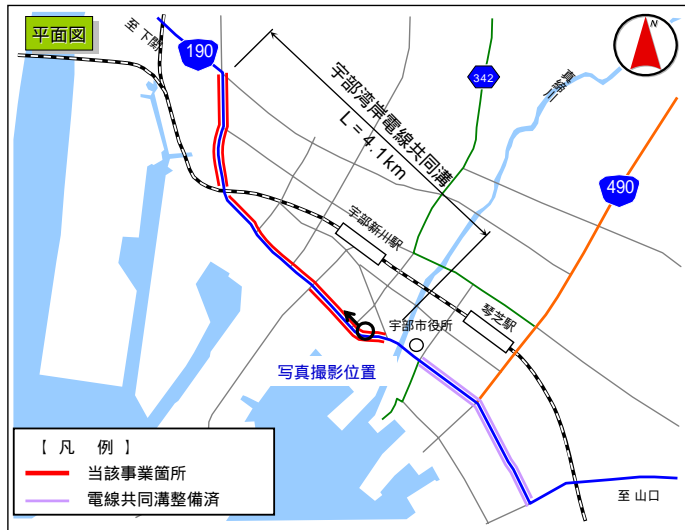 平面図
至 下関
190
342
真締川
N
宇部湾岸電線共同溝
L=4.1km
490
宇部新川駅
琴芝駅
宇部市役所
写真撮影位置
【 凡 例 】
当該事業箇所
電線共同溝整備済
至 山口